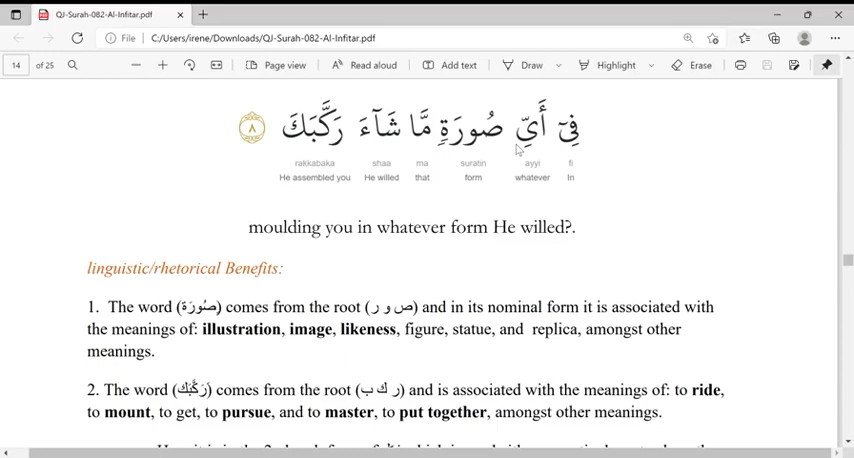 QJ-Surah-082-Al-Infitar.pdf
File C:/Users/irene/Downloads/QJ-Surah-082-Al-Infitar.pdf
14 of 25 Page view Read aloud Add text Draw Highlight Erase
فِىٓ أَىِّ صُورَةٍ مَّا شَآءَ رَكَّبَكَ ٨
rakkabaka shaa ma suratin ayyi fi
He assembled you He willed that form whatever In
moulding you in whatever form He willed?.
linguistic/rhetorical Benefits:
1. The word (صُورَة) comes from the root (ص و ر) and in its nominal form it is associated with
the meanings of: illustration, image, likeness, figure, statue, and replica, amongst other
meanings.
2. The word (رَكَّبَك) comes from the root (ر ك ب) and is associated with the meanings of: to ride,
to mount, to get, to pursue, and to master, to put together, amongst other meanings.